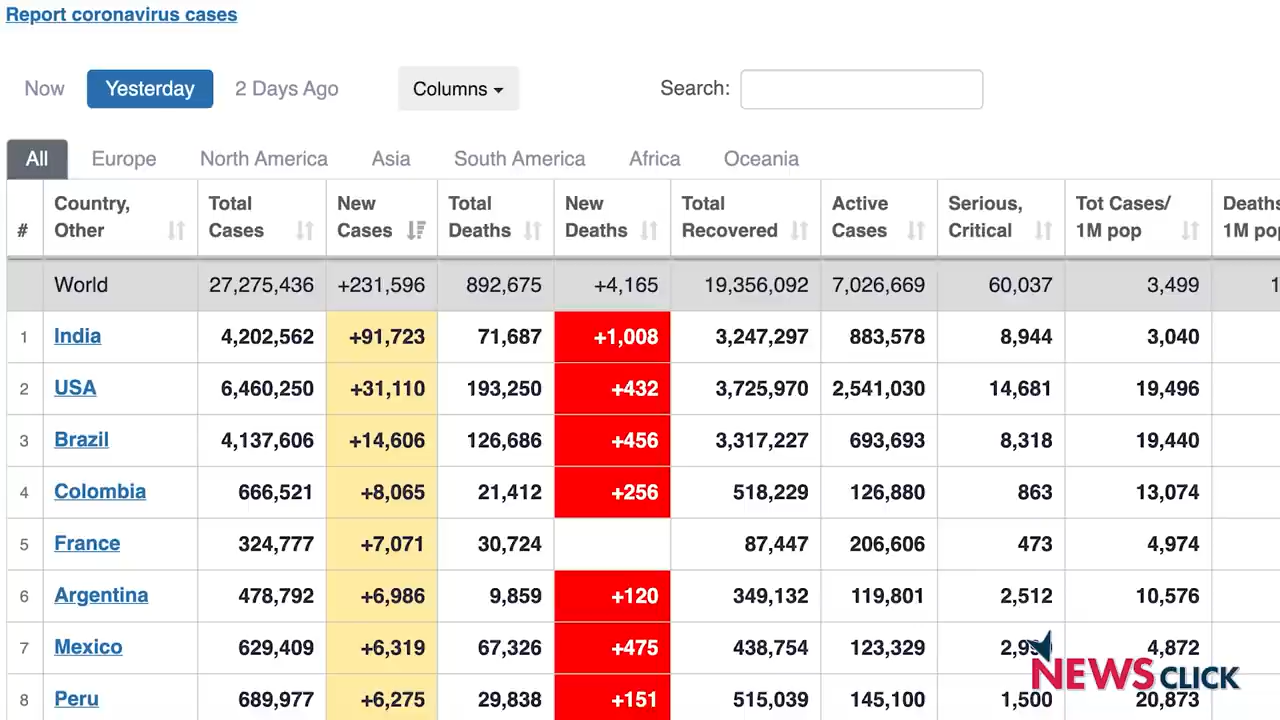 Report coronavirus cases
Now Yesterday 2 Days Ago Columns Search:
All Europe North America Asia South America Africa Oceania
# Country, Other Total Cases New Cases Total Deaths New Deaths Total Recovered Active Cases Serious, Critical Tot Cases/ 1M pop Deaths 1M
World 27,275,436 +231,596 892,675 +4,165 19,356,092 7,026,669 60,037 3,499
1 India 4,202,562 +91,723 71,687 +1,008 3,247,297 883,578 8,944 3,040
2 USA 6,460,250 +31,110 193,250 +432 3,725,970 2,541,030 14,681 19,496
3 Brazil 4,137,606 +14,606 126,686 +456 3,317,227 693,693 8,318 19,440
4 Colombia 666,521 +8,065 21,412 +256 518,229 126,880 863 13,074
5 France 324,777 +7,071 30,724 87,447 206,606 473 4,974
6 Argentina 478,792 +6,986 9,859 +120 349,132 119,801 2,512 10,576
7 Mexico 629,409 +6,319 67,326 +475 438,754 123,329 4,872
8 Peru 689,977 +6,275 29,838 +151 515,039 145,100 1,500 20,873
NEWS CLICK